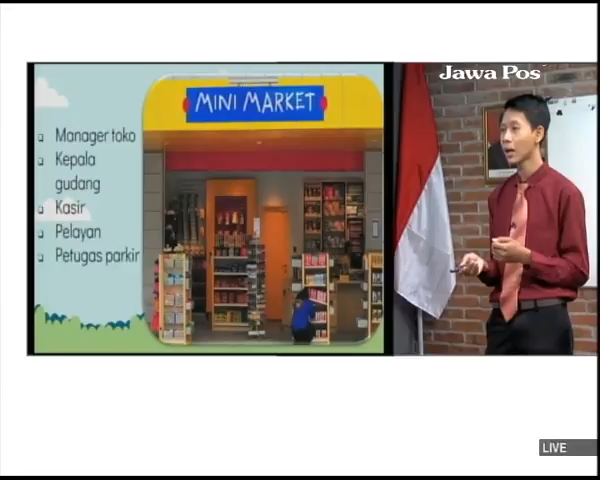 Jawa Pos
MINI MARKET
Manager toko
Kepala
gudang
Kasir
Pelayan
Petugas parkir
LIVE